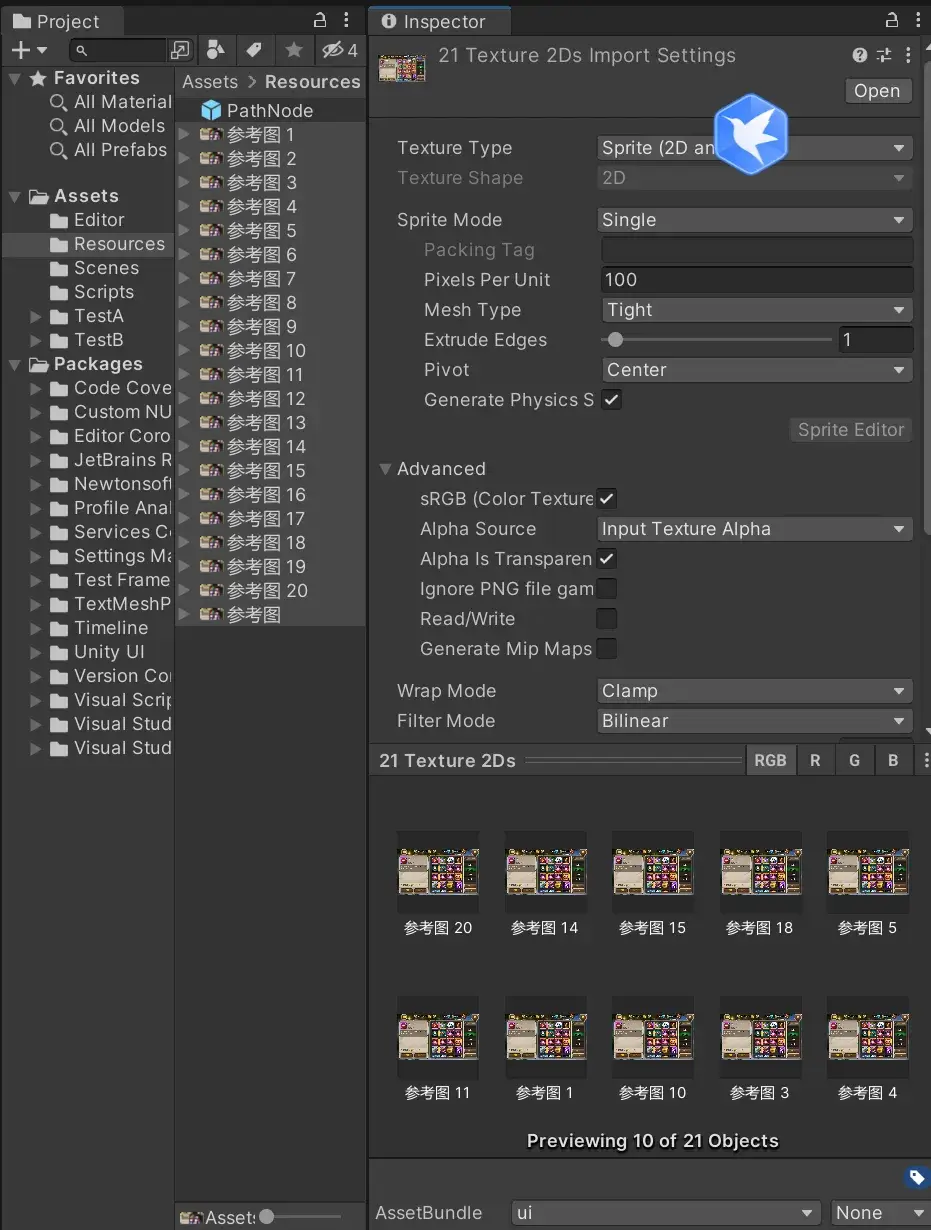 Project
4
Favorites
All Material
All Models
All Prefabs
Assets
Editor
Resources
Scenes
Scripts
TestA
TestB
Packages
Code Cove
Custom NU
Editor Coro
JetBrains R
Newtonsoft
Profile Anal
Services Co
Settings Ma
Test Frame
TextMeshP
Timeline
Unity UI
Version Co
Visual Scrip
Visual Stud
Visual Stud
Assets > Resources
PathNode
参考图 1
参考图 2
参考图 3
参考图 4
参考图 5
参考图 6
参考图 7
参考图 8
参考图 9
参考图 10
参考图 11
参考图 12
参考图 13
参考图 14
参考图 15
参考图 16
参考图 17
参考图 18
参考图 19
参考图 20
参考图
Asset
Inspector
21 Texture 2Ds Import Settings
Open
Texture Type Sprite (2D an
Texture Shape 2D
Sprite Mode Single
Packing Tag
Pixels Per Unit 100
Mesh Type Tight
Extrude Edges 1
Pivot Center
Generate Physics S
Sprite Editor
Advanced
sRGB (Color Texture
Alpha Source Input Texture Alpha
Alpha Is Transparen
Ignore PNG file gam
Read/Write
Generate Mip Maps
Wrap Mode Clamp
Filter Mode Bilinear
21 Texture 2Ds RGB R G B
参考图 20 参考图 14 参考图 15 参考图 18 参考图 5
参考图 11 参考图 1 参考图 10 参考图 3 参考图 4
Previewing 10 of 21 Objects
AssetBundle ui None